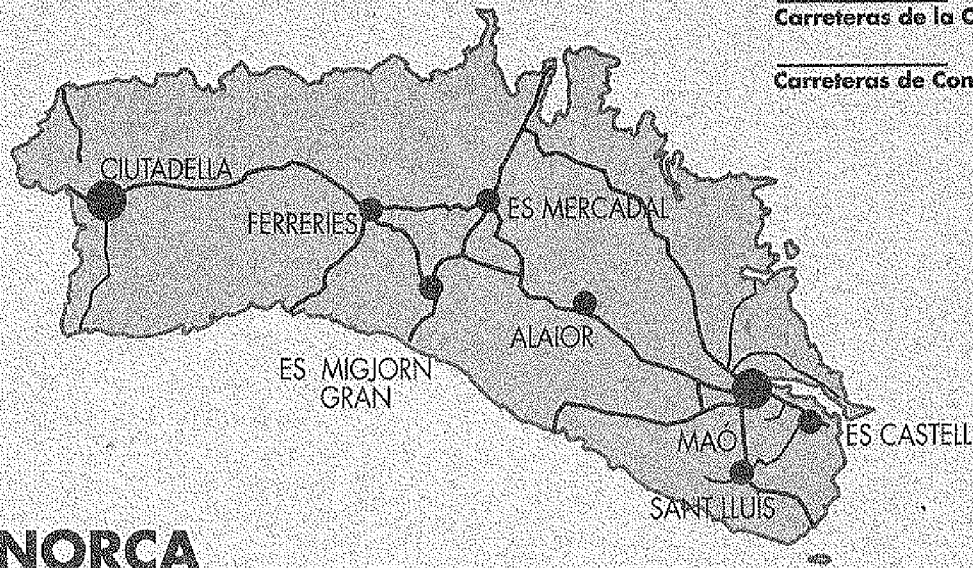 Carreteras de la C
Carreteras de Con
CIUTADELLA
FERRERIES
ES MERCADAL
ALAIOR
ES MIGJORN
GRAN
MAÓ
ES CASTELL
SANT LLUIS
NORCA